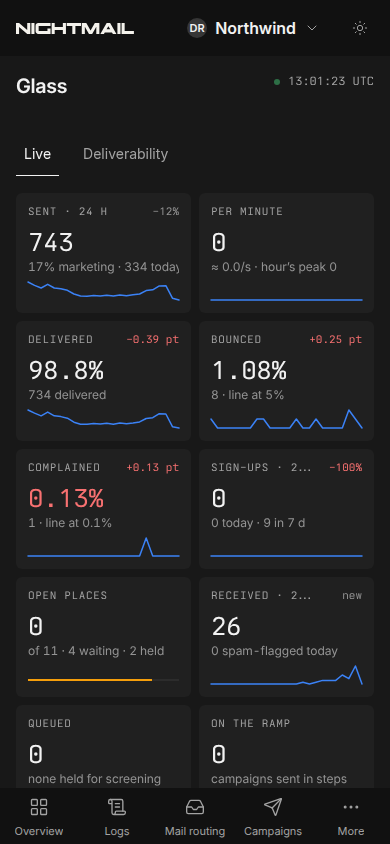 NIGHTMAIL
DR Northwind
Glass
13:01:23 UTC
Live
Deliverability
SENT · 24 H −12%
743
17% marketing · 334 today
PER MINUTE
0
≈ 0.0/s · hour's peak 0
DELIVERED −0.39 pt
98.8%
734 delivered
BOUNCED +0.25 pt
1.08%
8 · line at 5%
COMPLAINED +0.13 pt
0.13%
1 · line at 0.1%
SIGN-UPS · 2... −100%
0
0 today · 9 in 7 d
OPEN PLACES
0
of 11 · 4 waiting · 2 held
RECEIVED · 2... new
26
0 spam-flagged today
QUEUED
0
none held for screening
ON THE RAMP
0
campaigns sent in steps
Overview
Logs
Mail routing
Campaigns
More